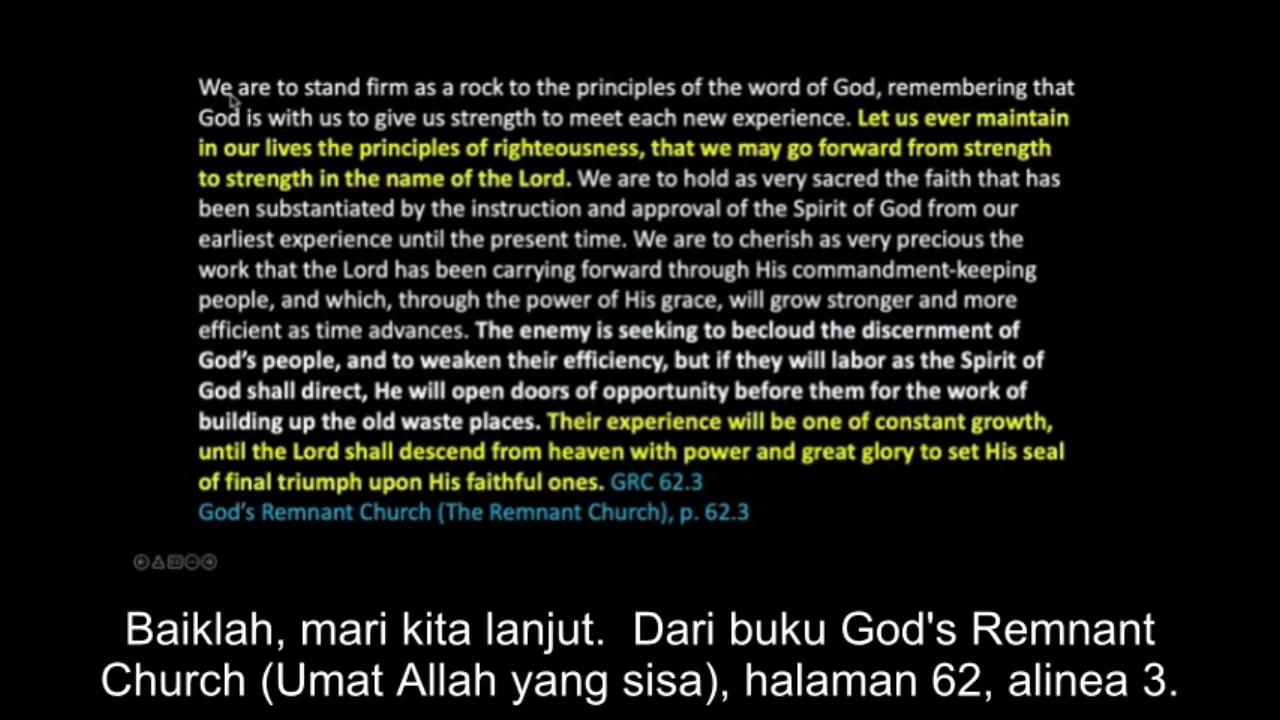 We are to stand firm as a rock to the principles of the word of God, remembering that
God is with us to give us strength to meet each new experience. Let us ever maintain
in our lives the principles of righteousness, that we may go forward from strength
to strength in the name of the Lord. We are to hold as very sacred the faith that has
been substantiated by the instruction and approval of the Spirit of God from our
earliest experience until the present time. We are to cherish as very precious the
work that the Lord has been carrying forward through His commandment-keeping
people, and which, through the power of His grace, will grow stronger and more
efficient as time advances. The enemy is seeking to becloud the discernment of
God's people, and to weaken their efficiency, but if they will labor as the Spirit of
God shall direct, He will open doors of opportunity before them for the work of
building up the old waste places. Their experience will be one of constant growth,
until the Lord shall descend from heaven with power and great glory to set His seal
of final triumph upon His faithful ones. GRC 62.3
God's Remnant Church (The Remnant Church), p. 62.3
Baiklah, mari kita lanjut. Dari buku God's Remnant
Church (Umat Allah yang sisa), halaman 62, alinea 3.